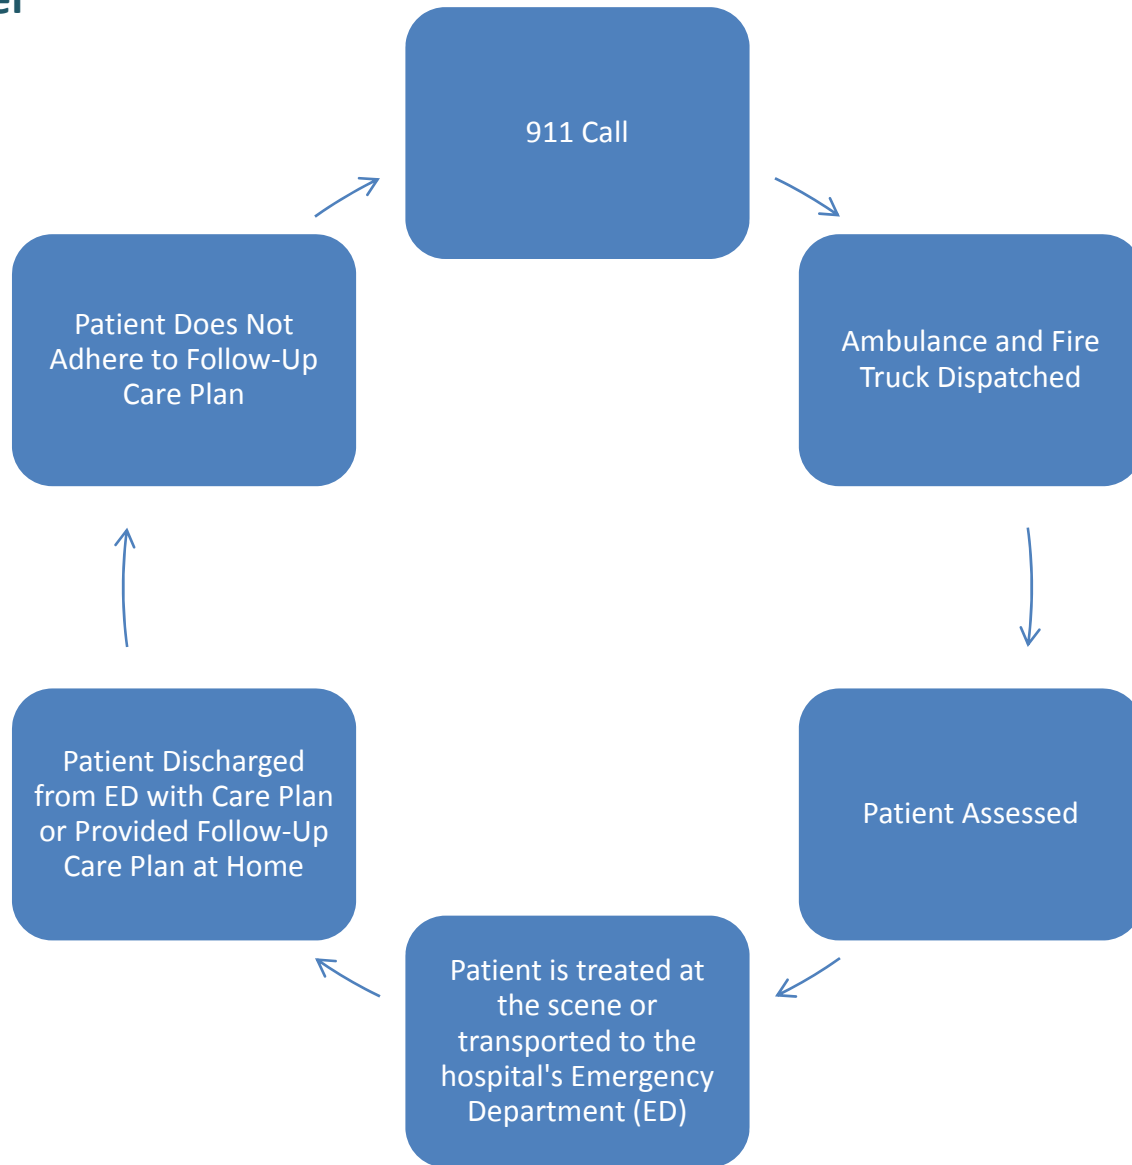 911 Call
Ambulance and Fire
Truck Dispatched
Patient Assessed
Patient is treated at
the scene or
transported to the
hospital's Emergency
Department (ED)
Patient Discharged
from ED with Care Plan
or Provided Follow-Up
Care Plan at Home
Patient Does Not
Adhere to Follow-Up
Care Plan